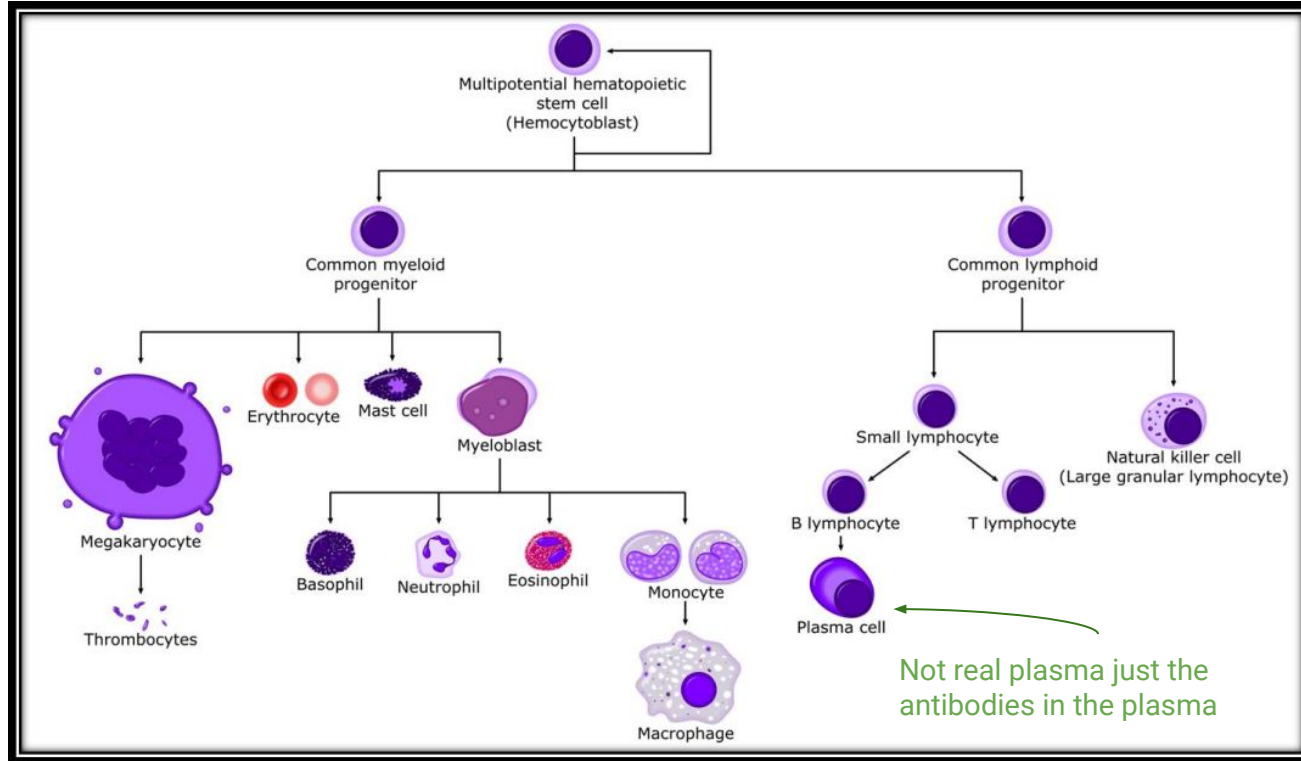 Multipotential hematopoietic
stem cell
(Hemocytoblast)
Common myeloid
progenitor
Common lymphoid
progenitor
Erythrocyte
Mast cell
Myeloblast
Small lymphocyte
Natural killer cell
(Large granular lymphocyte)
B lymphocyte
T lymphocyte
Megakaryocyte
Basophil
Neutrophil
Eosinophil
Monocyte
Plasma cell
Thrombocytes
Macrophage
Not real plasma just the
antibodies in the plasma